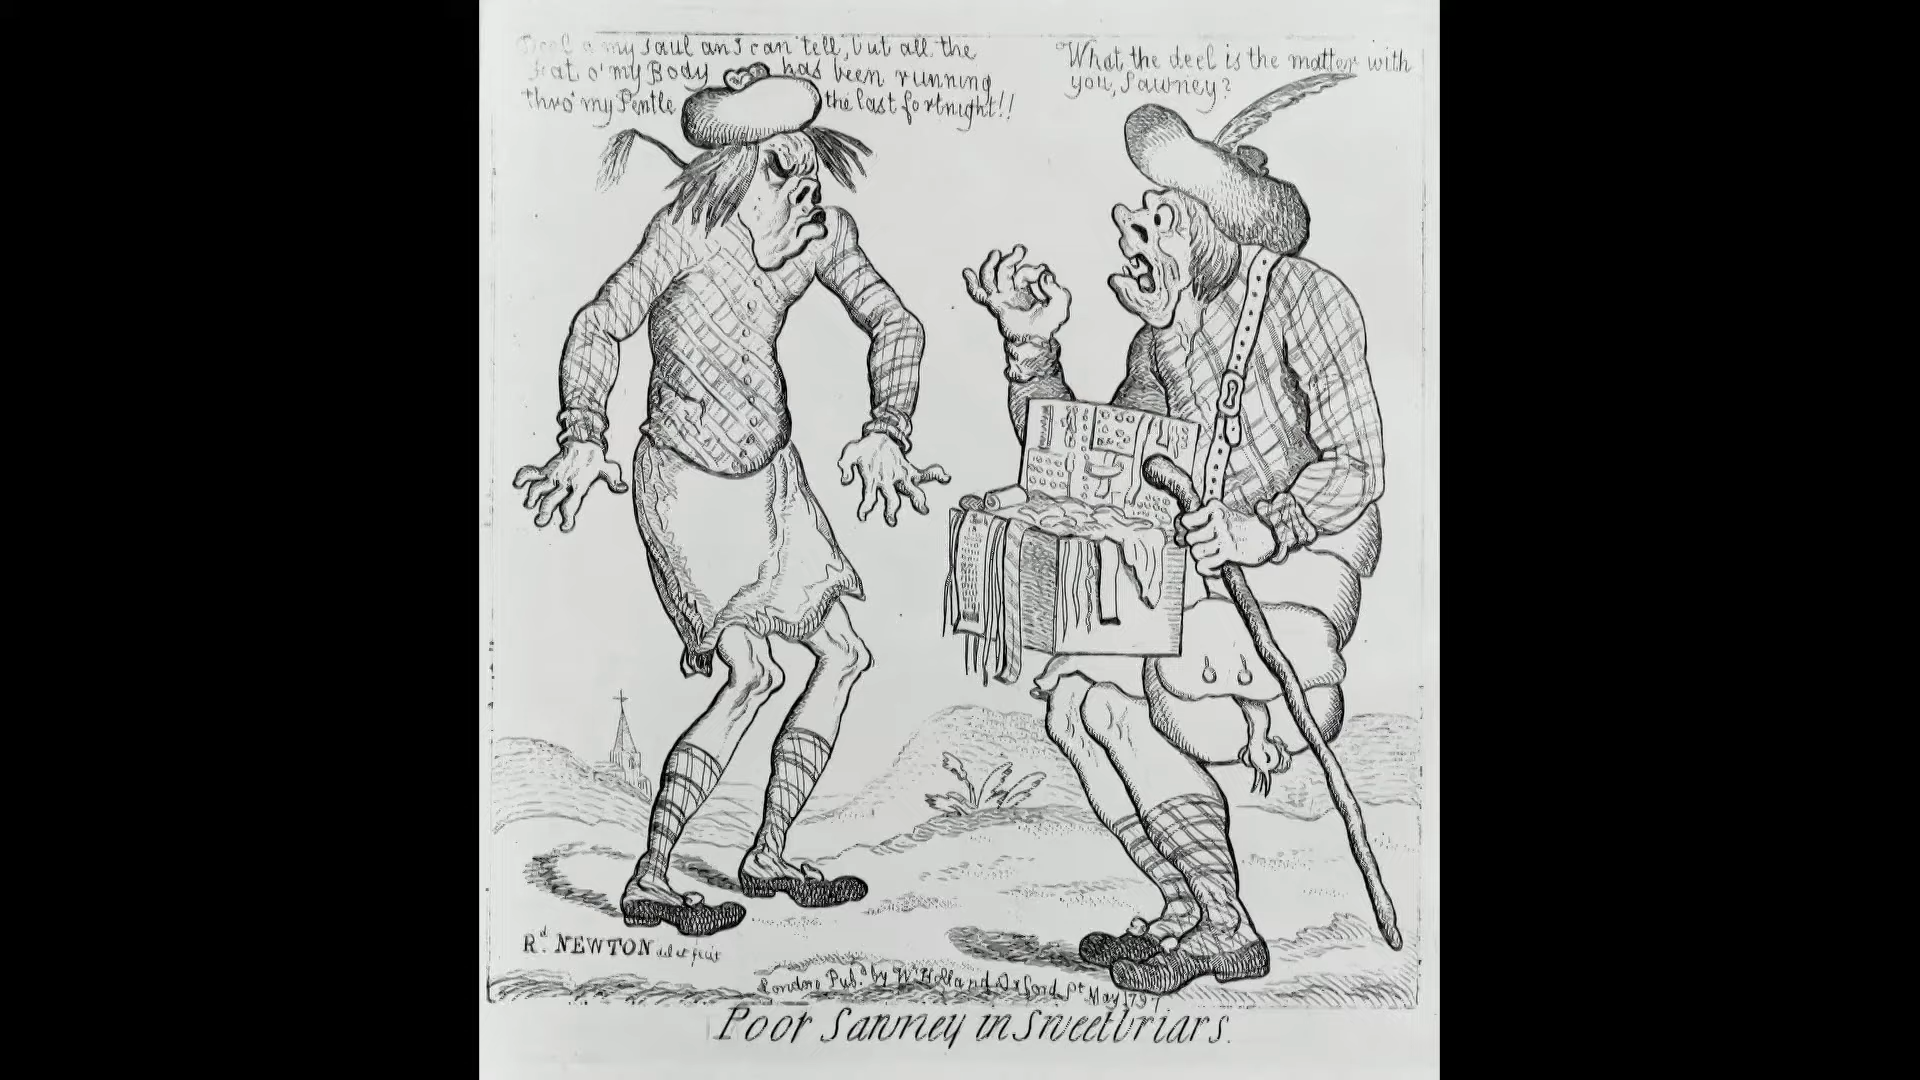 Deel a my Saul an I can tell, but all the
fat o' my Body has been running
thro' my Pentle the last fortnight!!
What the deel is the matter with
you, Sawney?
Rd. NEWTON del et fecit
London Pub.d by W Holland Oxford St May 1797
Poor Sawney in Sweetbriars.